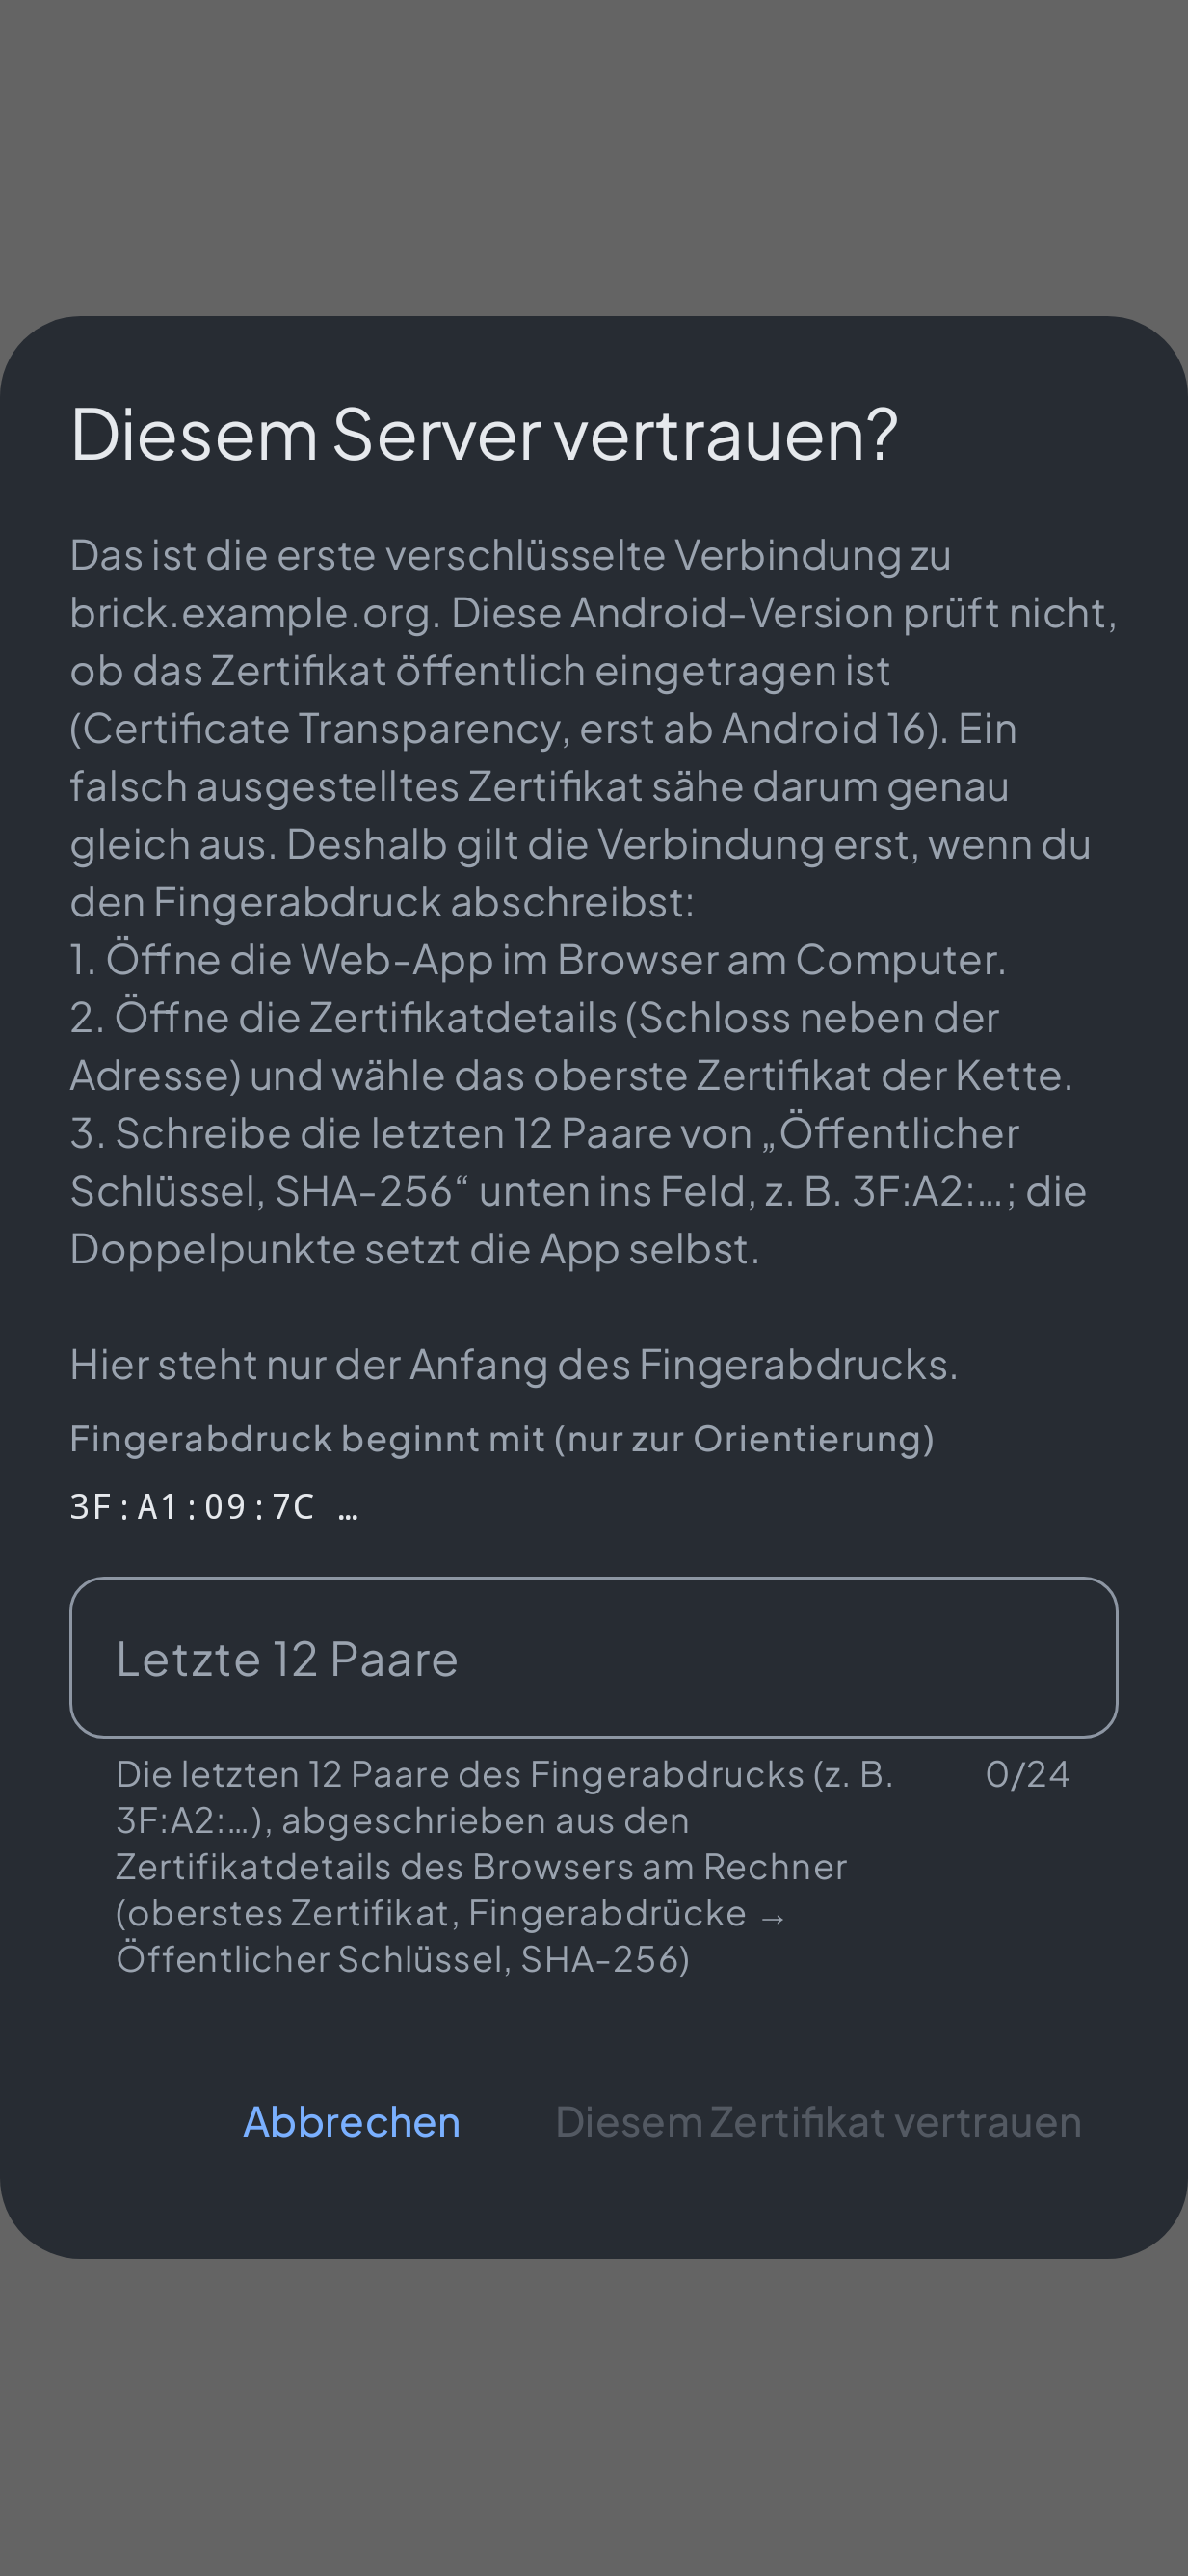 Diesem Server vertrauen?
Das ist die erste verschlüsselte Verbindung zu
brick.example.org. Diese Android-Version prüft nicht,
ob das Zertifikat öffentlich eingetragen ist
(Certificate Transparency, erst ab Android 16). Ein
falsch ausgestelltes Zertifikat sähe darum genau
gleich aus. Deshalb gilt die Verbindung erst, wenn du
den Fingerabdruck abschreibst:
1. Öffne die Web-App im Browser am Computer.
2. Öffne die Zertifikatdetails (Schloss neben der
Adresse) und wähle das oberste Zertifikat der Kette.
3. Schreibe die letzten 12 Paare von „Öffentlicher
Schlüssel, SHA-256“ unten ins Feld, z. B. 3F:A2:…; die
Doppelpunkte setzt die App selbst.
Hier steht nur der Anfang des Fingerabdrucks.
Fingerabdruck beginnt mit (nur zur Orientierung)
3F:A1:09:7C …
Letzte 12 Paare
Die letzten 12 Paare des Fingerabdrucks (z. B. 0/24
3F:A2:…), abgeschrieben aus den
Zertifikatdetails des Browsers am Rechner
(oberstes Zertifikat, Fingerabdrücke →
Öffentlicher Schlüssel, SHA-256)
Abbrechen Diesem Zertifikat vertrauen